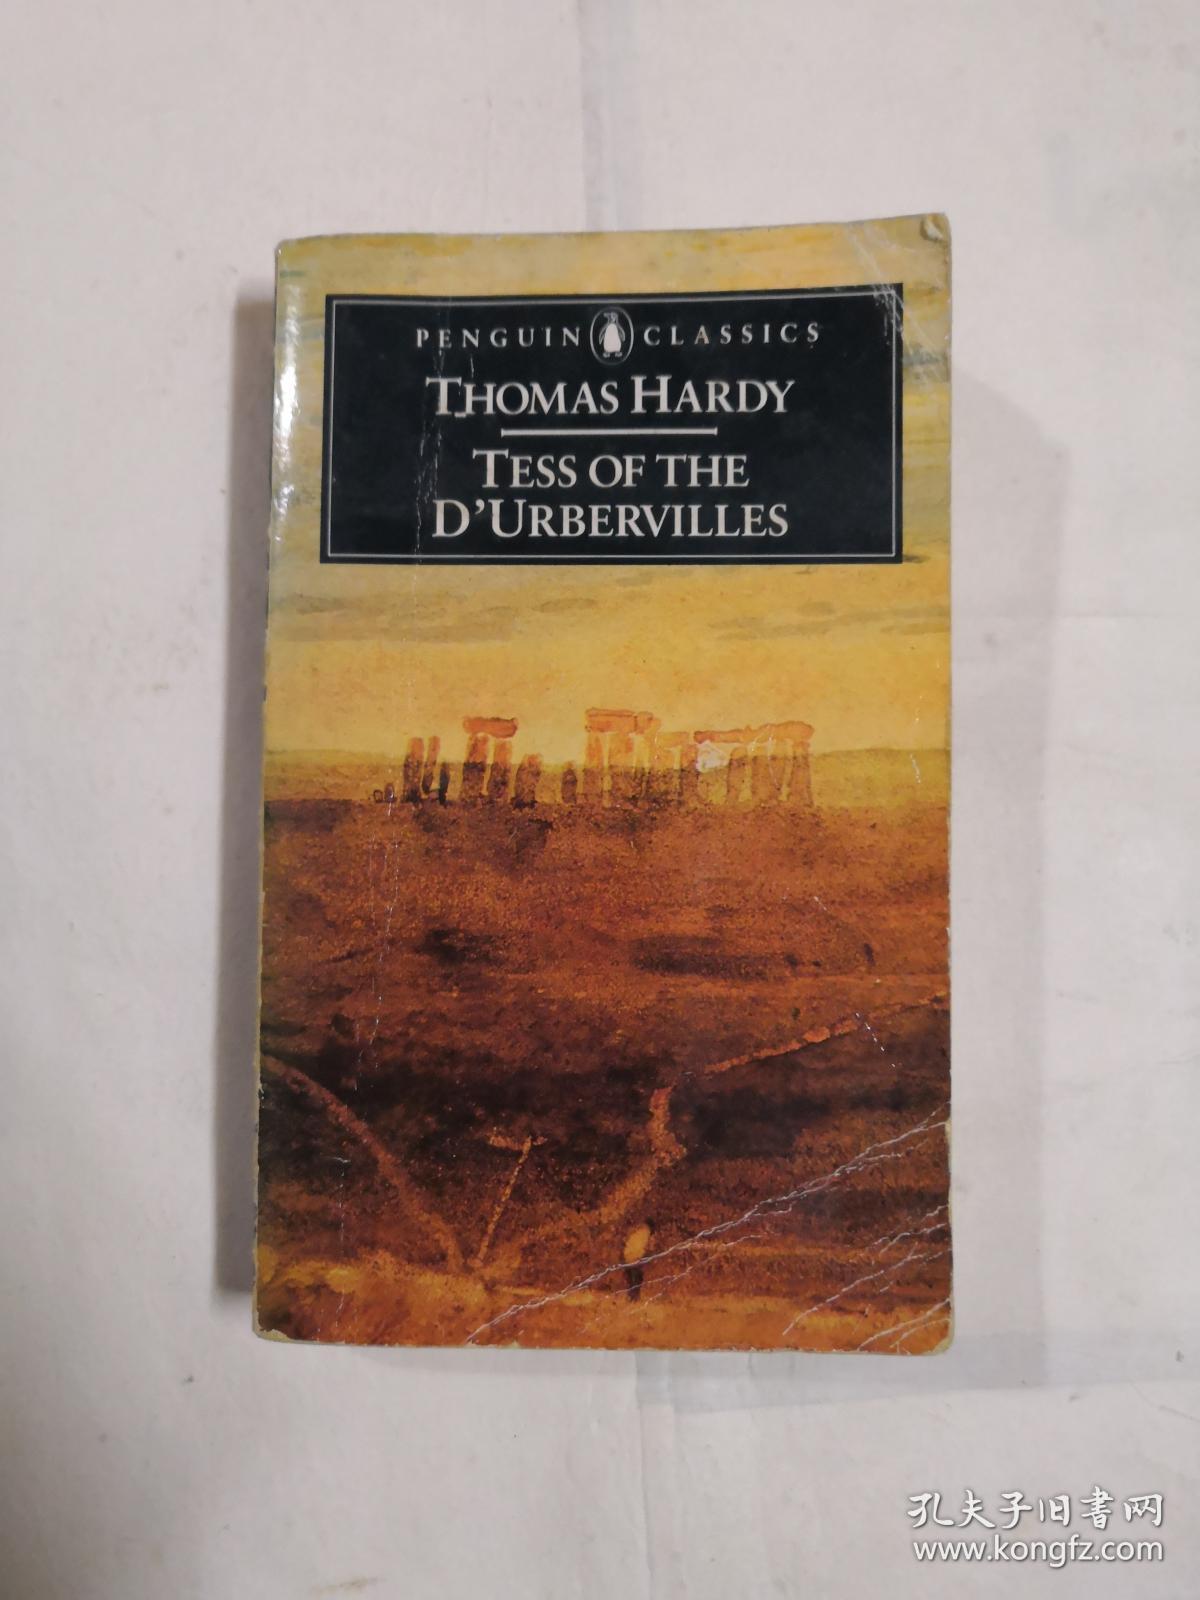 PENGUIN CLASSICS
THOMAS HARDY
TESS OF THE
D'URBERVILLES
孔夫子旧书网
www.kongfz.com